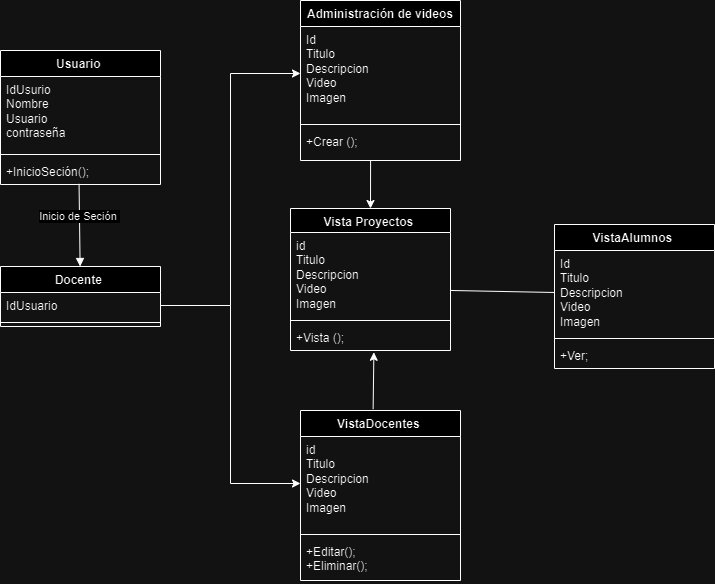 Administración de videos
Id
Titulo
Descripcion
Video
Imagen
+Crear ();
Usuario
IdUsurio
Nombre
Usuario
contraseña
+InicioSeción();
Inicio de Seción
Docente
IdUsuario
Vista Proyectos
id
Titulo
Descripcion
Video
Imagen
+Vista ();
VistaAlumnos
Id
Titulo
Descripcion
Video
Imagen
+Ver;
VistaDocentes
id
Titulo
Descripcion
Video
Imagen
+Editar();
+Eliminar();